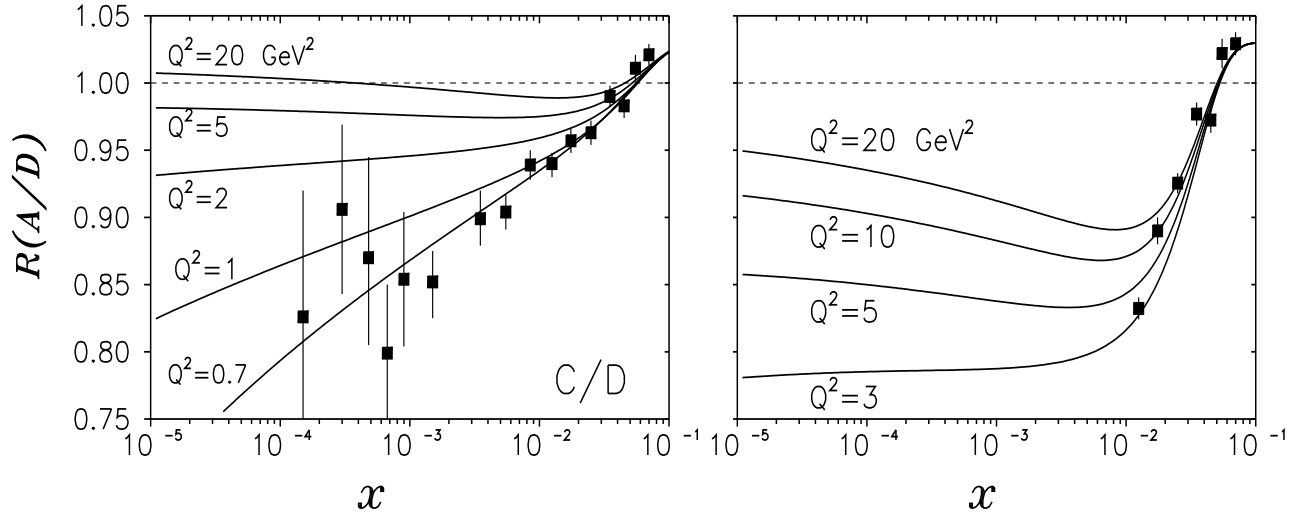 R(A/D)
1.05
1.00
0.95
0.90
0.85
0.80
0.75
Q²=20 GeV²
Q²=5
Q²=2
Q²=1
Q²=0.7
C/D
10⁻⁵
10⁻⁴
10⁻³
10⁻²
10⁻¹
x
Q²=20 GeV²
Q²=10
Q²=5
Q²=3
10⁻⁵
10⁻⁴
10⁻³
10⁻²
10⁻¹
x